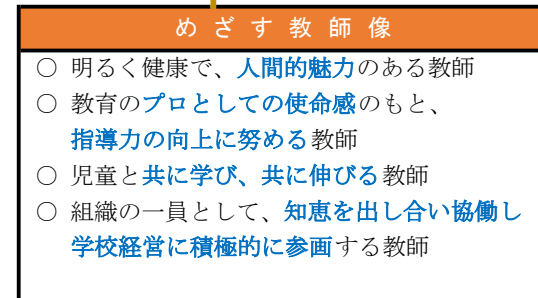 めざす教師像
○ 明るく健康で、人間的魅力のある教師
○ 教育のプロとしての使命感のもと、
指導力の向上に努める教師
○ 児童と共に学び、共に伸びる教師
○ 組織の一員として、知恵を出し合い協働し
学校経営に積極的に参画する教師